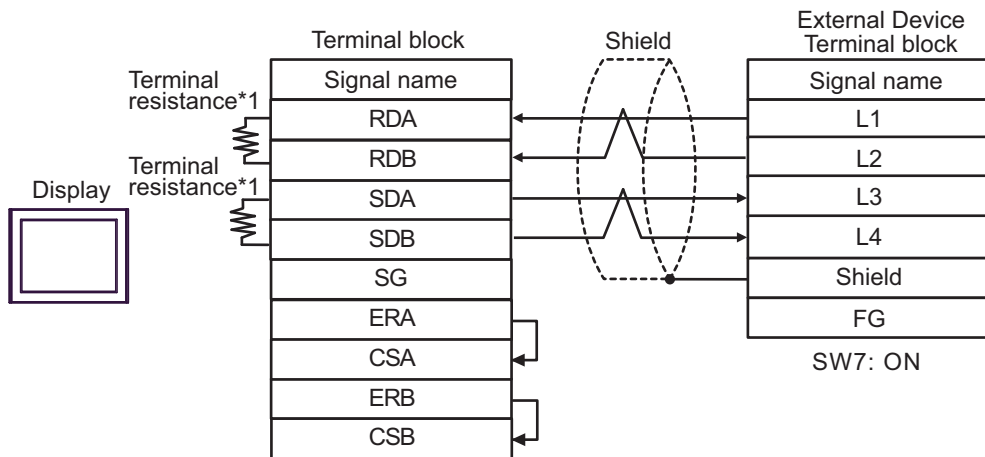 External Device
Terminal block
Shield
Terminal block
Terminal
resistance*1
Terminal
resistance*1
Display
Signal name
RDA
RDB
SDA
SDB
SG
ERA
CSA
ERB
CSB
Signal name
L1
L2
L3
L4
Shield
FG
SW7: ON